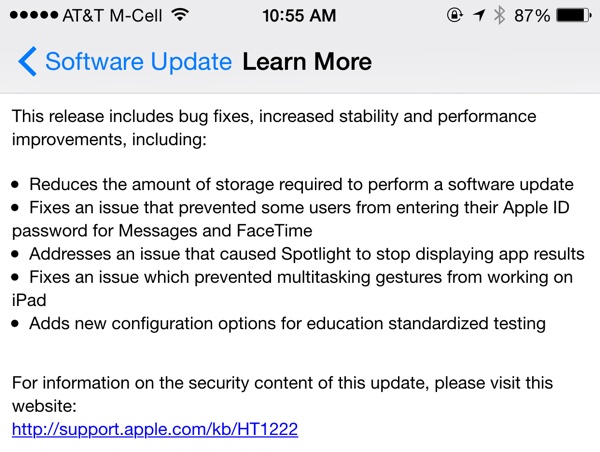 AT&T M-Cell 10:55 AM 87%
Software Update Learn More
This release includes bug fixes, increased stability and performance
improvements, including:
• Reduces the amount of storage required to perform a software update
• Fixes an issue that prevented some users from entering their Apple ID
password for Messages and FaceTime
• Addresses an issue that caused Spotlight to stop displaying app results
• Fixes an issue which prevented multitasking gestures from working on
iPad
• Adds new configuration options for education standardized testing
For information on the security content of this update, please visit this
website:
http://support.apple.com/kb/HT1222